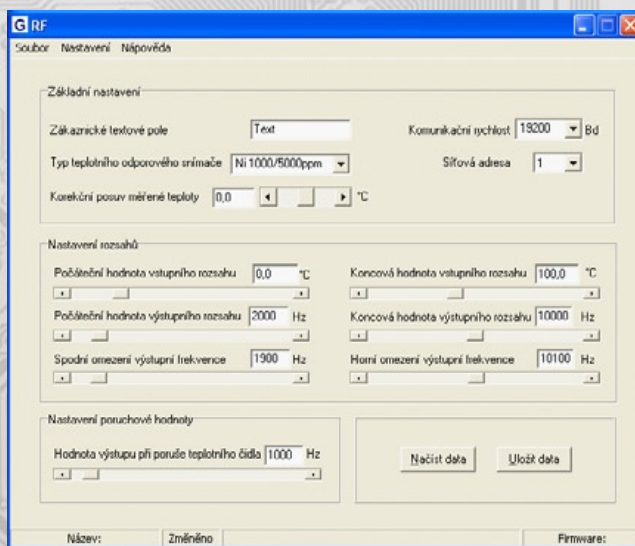 G RF
Soubor Nastavení Nápověda
Základní nastavení
Zákaznické textové pole Text Komunikační rychlost 19200 Bd
Typ teplotního odporového snímače Ni 1000/5000ppm Síťová adresa 1
Korekční posuv měřené teploty 0,0 °C
Nastavení rozsahů
Počáteční hodnota vstupního rozsahu 0,0 °C Koncová hodnota vstupního rozsahu 100,0 °C
Počáteční hodnota výstupního rozsahu 2000 Hz Koncová hodnota výstupního rozsahu 10000 Hz
Spodní omezení výstupní frekvence 1900 Hz Horní omezení výstupní frekvence 10100 Hz
Nastavení poruchové hodnoty
Hodnota výstupu při poruše teplotního čidla 1000 Hz
Načíst data Uložit data
Název: Změněno Firmware: